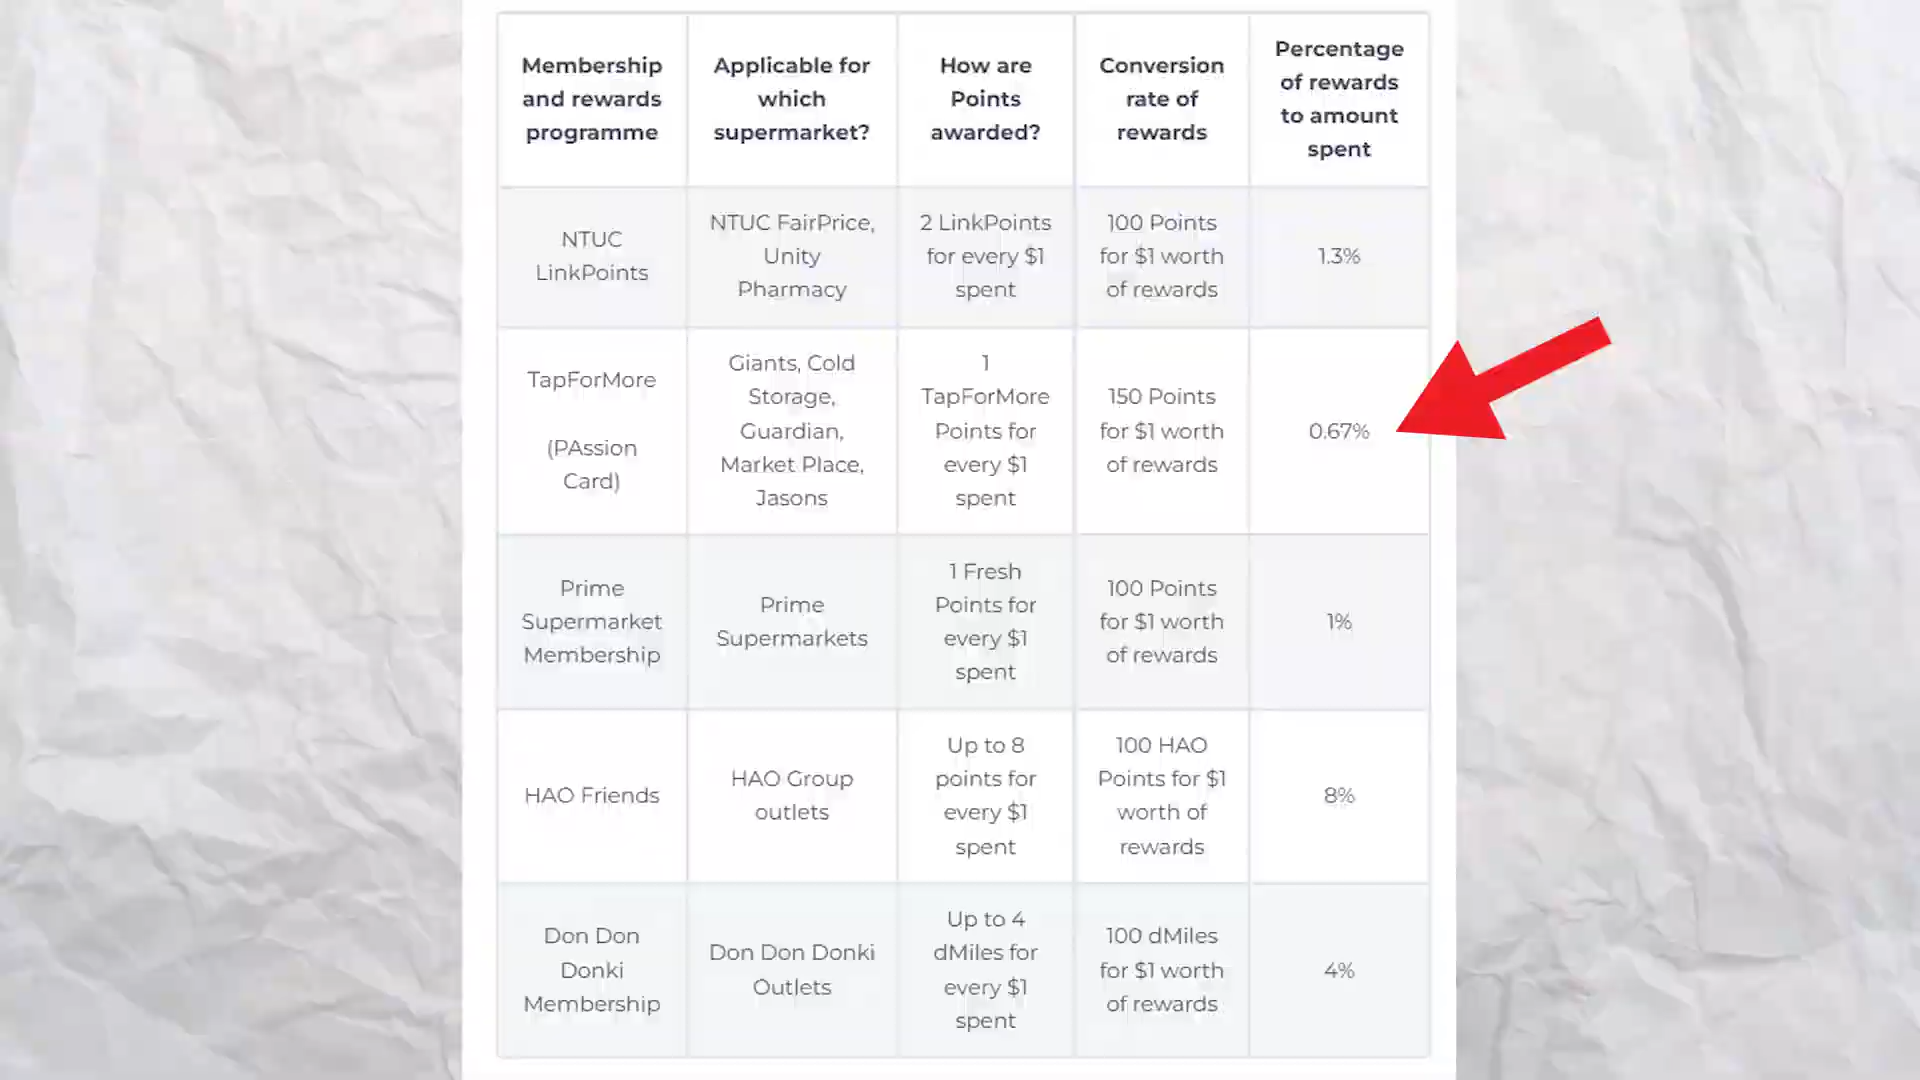 Membership
and rewards
programme
Applicable for
which
supermarket?
How are
Points
awarded?
Conversion
rate of
rewards
Percentage
of rewards
to amount
spent
NTUC
LinkPoints
NTUC FairPrice,
Unity
Pharmacy
2 LinkPoints
for every $1
spent
100 Points
for $1 worth
of rewards
1.3%
TapForMore
(PAssion
Card)
Giants, Cold
Storage,
Guardian,
Market Place,
Jasons
1
TapForMore
Points for
every $1
spent
150 Points
for $1 worth
of rewards
0.67%
Prime
Supermarket
Membership
Prime
Supermarkets
1 Fresh
Points for
every $1
spent
100 Points
for $1 worth
of rewards
1%
HAO Friends
HAO Group
outlets
Up to 8
points for
every $1
spent
100 HAO
Points for $1
worth of
rewards
8%
Don Don
Donki
Membership
Don Don Donki
Outlets
Up to 4
dMiles for
every $1
spent
100 dMiles
for $1 worth
of rewards
4%